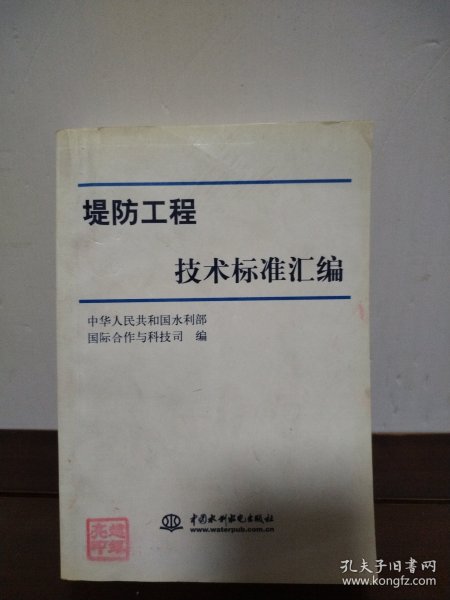 堤防工程
技术标准汇编
中华人民共和国水利部
国际合作与科技司 编
中国水利水电出版社
www.waterpub.com.cn
孔夫子旧书网
www.kongfz.com